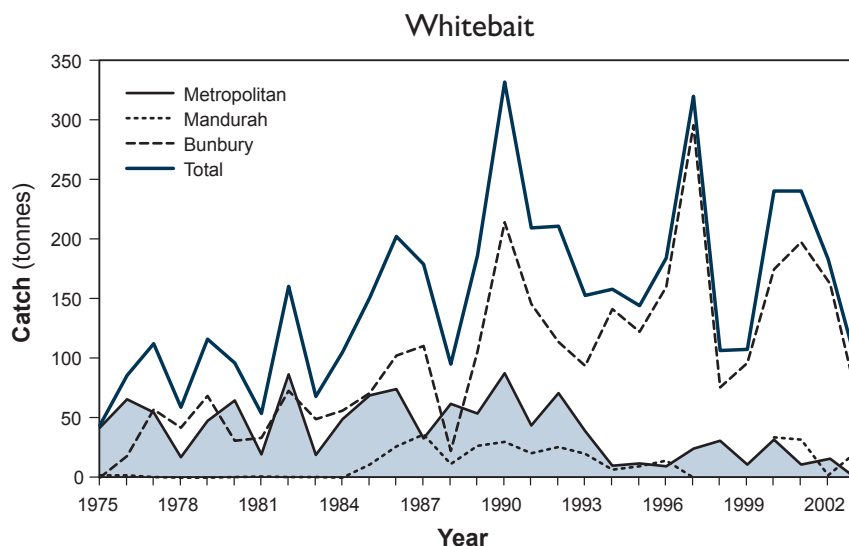 Whitebait
350
300
250
200
150
100
50
0
Catch (tonnes)
Metropolitan
Mandurah
Bunbury
Total
1975 1978 1981 1984 1987 1990 1993 1996 1999 2002
Year